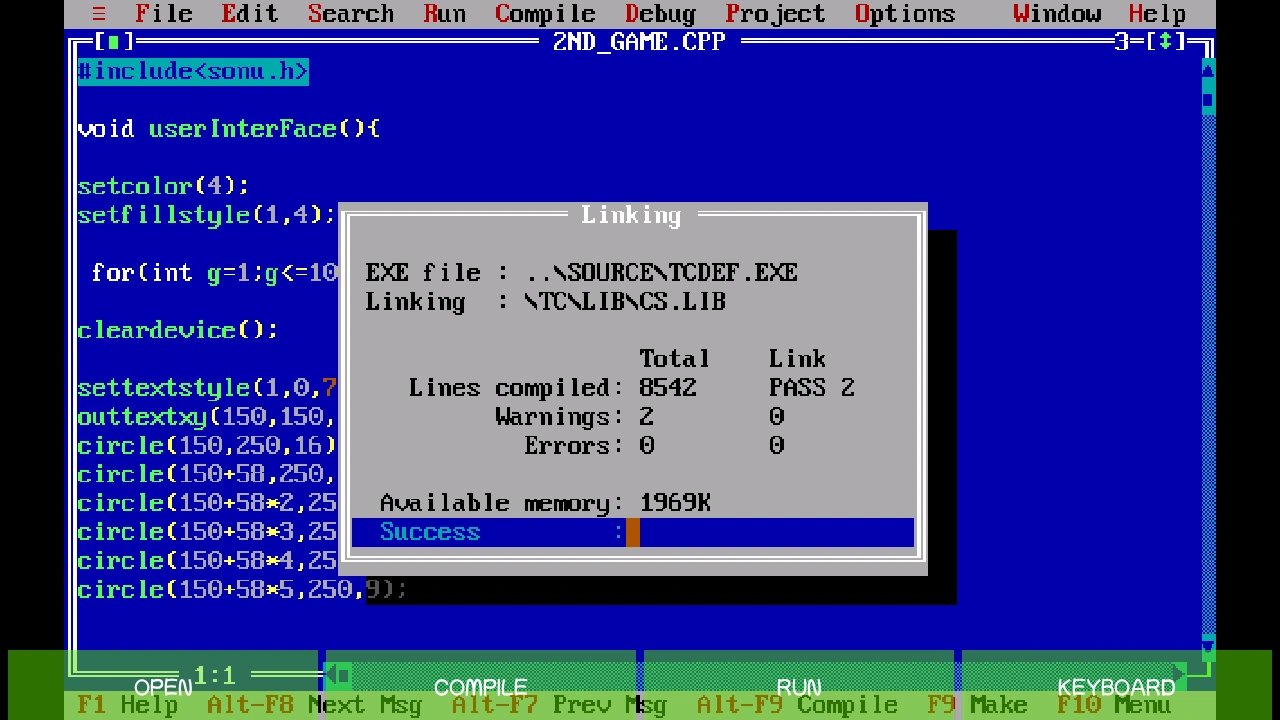 ≡ File Edit Search Run Compile Debug Project Options Window Help
[■] 2ND_GAME.CPP 3=[↕]
#include<sonu.h>
void userInterFace(){
setcolor(4);
setfillstyle(1,4);
for(int g=1;g<=10
cleardevice();
settextstyle(1,0,7
outtextxy(150,150,
circle(150,250,16)
circle(150+58,250,
circle(150+58*2,25
circle(150+58*3,25
circle(150+58*4,25
circle(150+58*5,250,9);
Linking
EXE file : ..\SOURCE\TCDEF.EXE
Linking : \TC\LIB\CS.LIB
Total Link
Lines compiled: 8542 PASS 2
Warnings: 2 0
Errors: 0 0
Available memory: 1969K
Success :
1:1
OPEN COMPILE RUN KEYBOARD
F1 Help Alt-F8 Next Msg Alt-F7 Prev Msg Alt-F9 Compile F9 Make F10 Menu